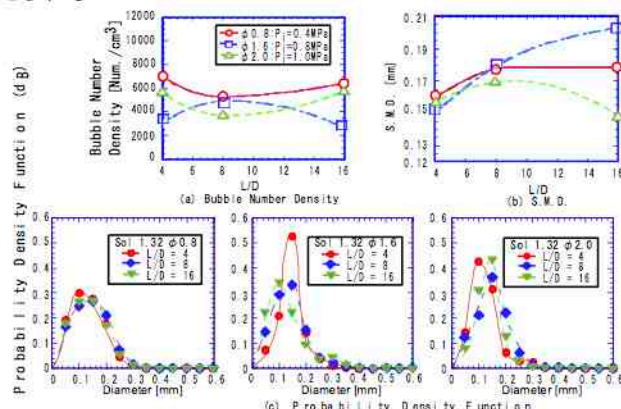 12000
10000
8000
6000
4000
2000
0
Bubble Number
Density [Num./cm3]
φ0.8:Pi=0.4MPa
φ1.6:Pi=0.8MPa
φ2.0:Pi=1.0MPa
4 8 12 16
L/D
(a) Bubble Number Density
0.21
0.19
0.17
0.15
0.13
0.12
S.M.D. [mm]
4 8 12 16
L/D
(b) S.M.D.
Probability Density Function (dB)
0.6
0.5
0.4
0.3
0.2
0.1
0
Sol 1.32 φ0.8
L/D = 4
L/D = 8
L/D = 16
0 0.1 0.2 0.3 0.4 0.5 0.6
Diameter [mm]
0.6
0.5
0.4
0.3
0.2
0.1
0
Sol 1.32 φ1.6
L/D = 4
L/D = 8
L/D = 16
0 0.1 0.2 0.3 0.4 0.5 0.6
Diameter [mm]
0.6
0.5
0.4
0.3
0.2
0.1
0
Sol 1.32 φ2.0
L/D = 4
L/D = 8
L/D = 16
0 0.1 0.2 0.3 0.4 0.5 0.6
Diameter [mm]
(c) Probability Density Function